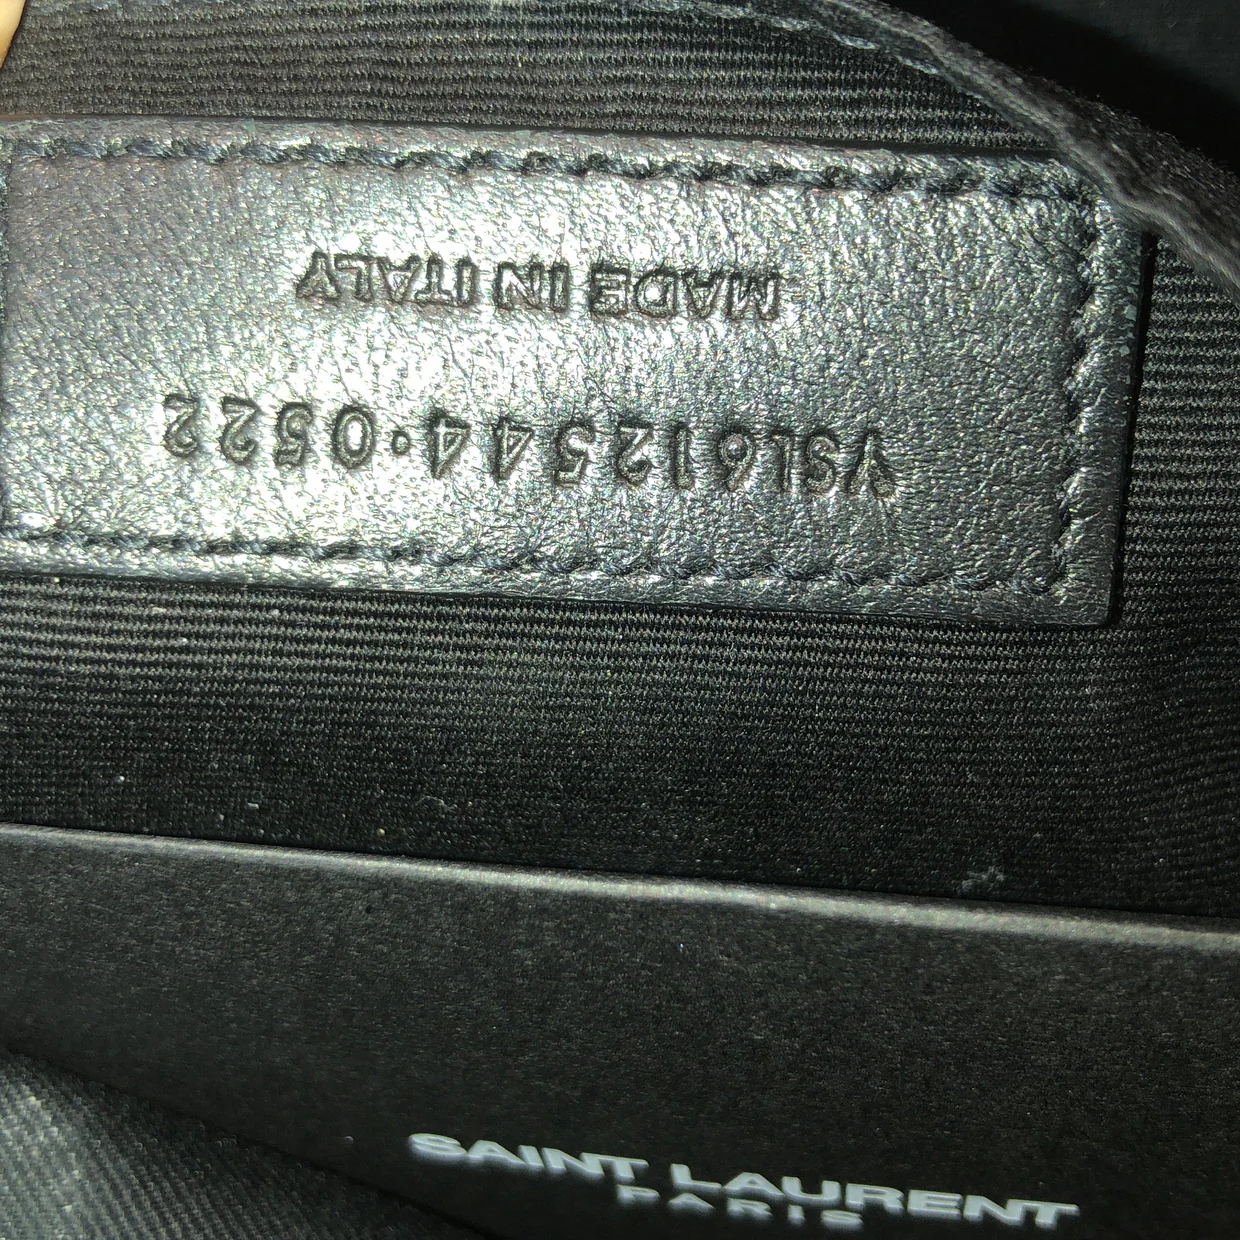 YSL612544·0522
MADE IN ITALY
SAINT LAURENT
PARIS